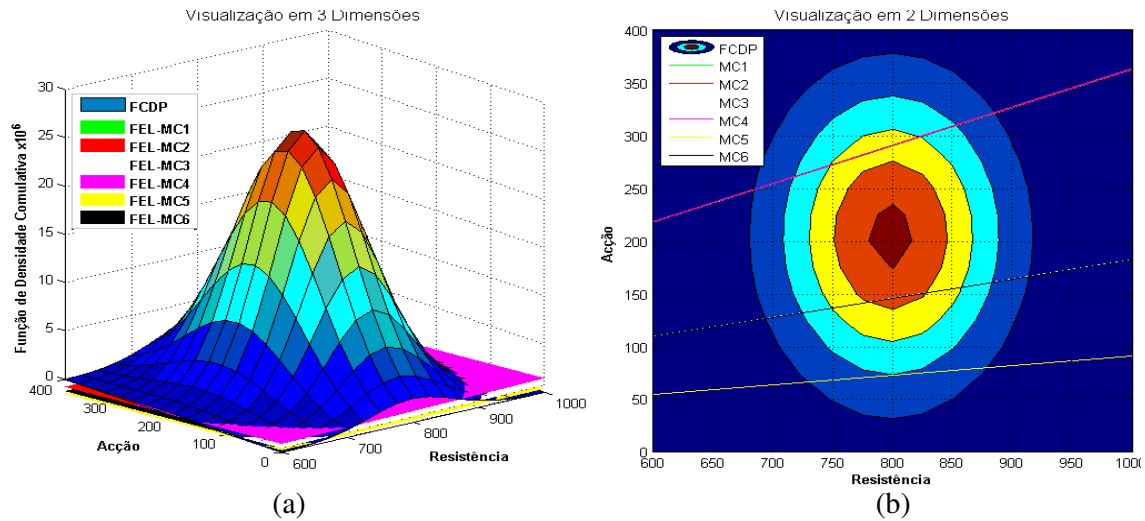 Visualização em 3 Dimensões
Função de Densidade Comulativa x10⁶
30
25
20
15
10
5
0
FCDP
FEL-MC1
FEL-MC2
FEL-MC3
FEL-MC4
FEL-MC5
FEL-MC6
400
300
200
100
0
Acção
600
700
800
900
1000
Resistência
(a)
Visualização em 2 Dimensões
Acção
400
350
300
250
200
150
100
50
0
FCDP
MC1
MC2
MC3
MC4
MC5
MC6
600
650
700
750
800
850
900
950
1000
Resistência
(b)